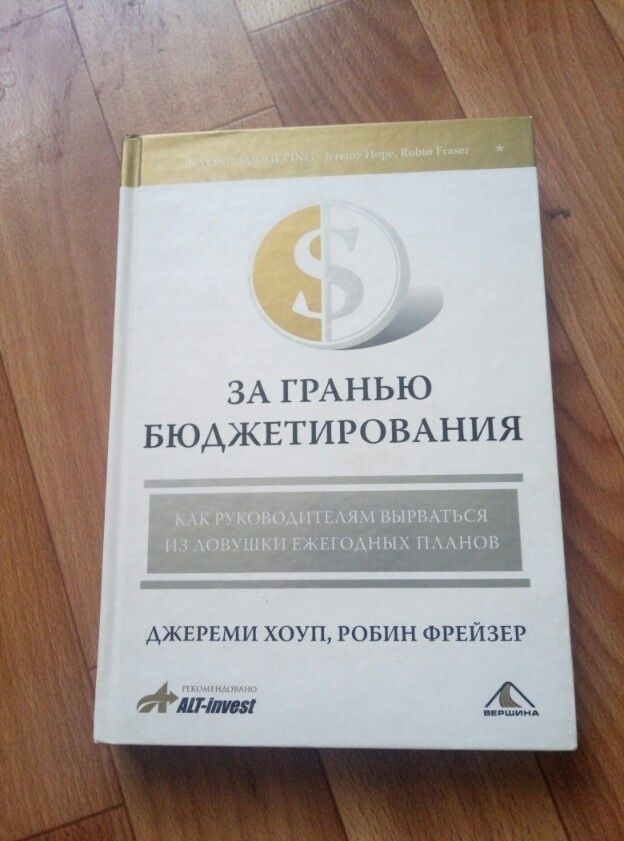 BEYOND BUDGETING / Jeremy Hope, Robin Fraser *
$
ЗА ГРАНЬЮ
БЮДЖЕТИРОВАНИЯ
КАК РУКОВОДИТЕЛЯМ ВЫРВАТЬСЯ
ИЗ ЛОВУШКИ ЕЖЕГОДНЫХ ПЛАНОВ
ДЖЕРЕМИ ХОУП, РОБИН ФРЕЙЗЕР
РЕКОМЕНДОВАНО
ALT-invest
ВЕРШИНА